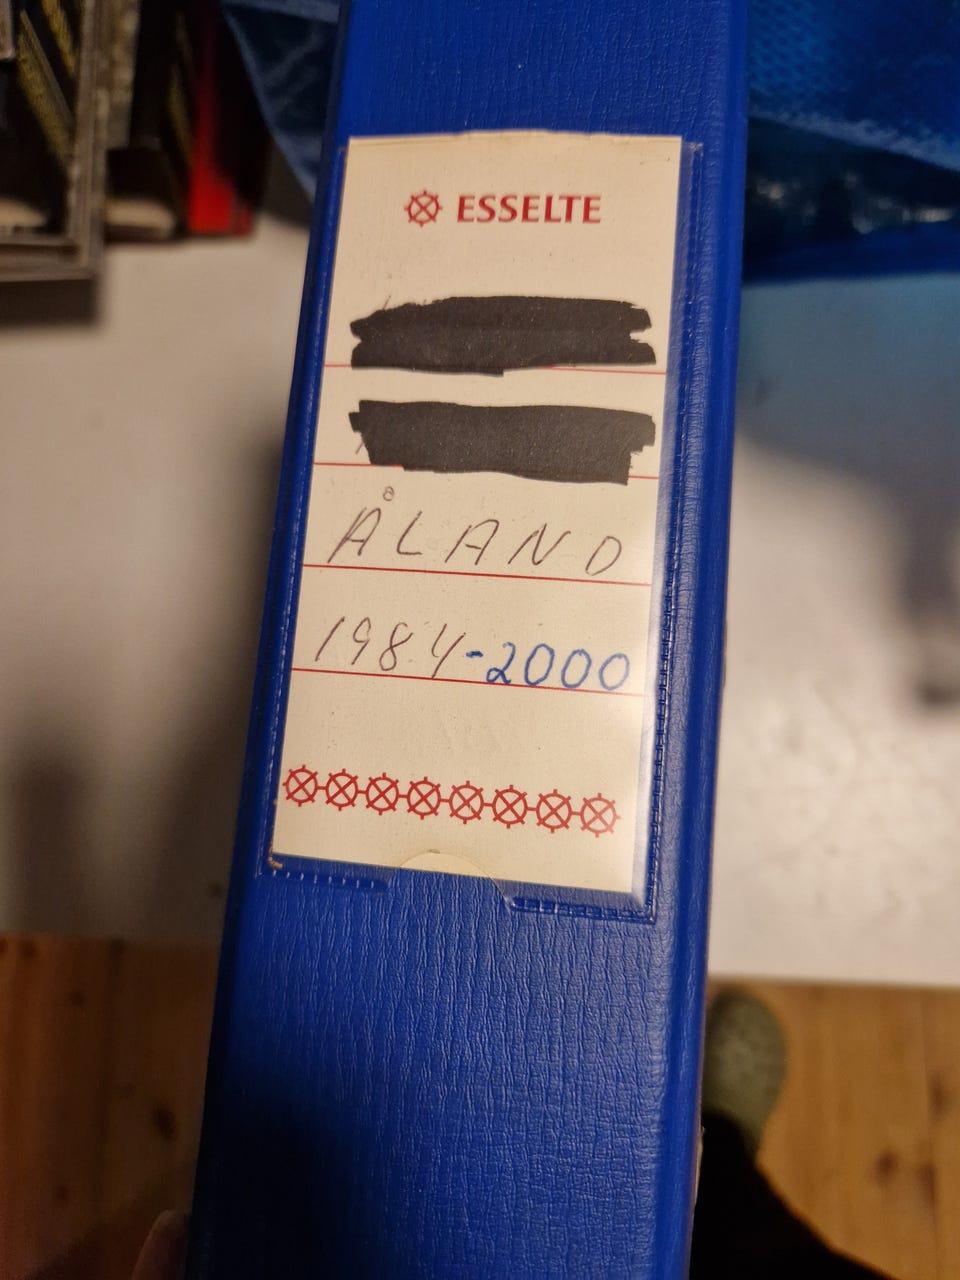 ESSELTE
ÅLAND
1984-2000